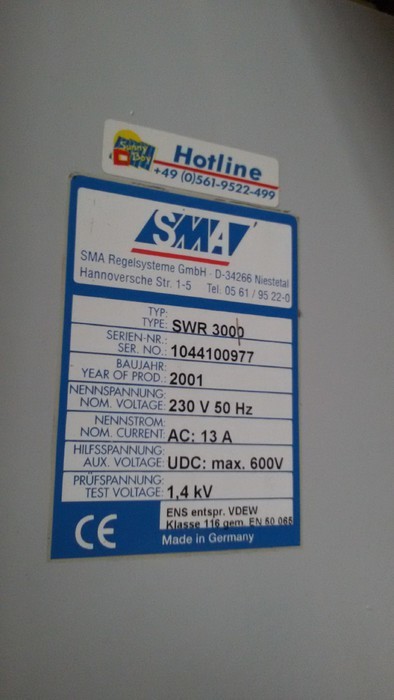 Sunny Boy
Hotline
+49 (0)561-9522-499
SMA
SMA Regelsysteme GmbH · D-34266 Niestetal
Hannoversche Str. 1-5 Tel. 05 61 / 95 22-0
TYP:
TYPE: SWR 3000
SERIEN-NR.:
SER. NO.: 1044100977
BAUJAHR:
YEAR OF PROD.: 2001
NENNSPANNUNG:
NOM. VOLTAGE: 230 V 50 Hz
NENNSTROM:
NOM. CURRENT: AC: 13 A
HILFSSPANNUNG:
AUX. VOLTAGE: UDC: max. 600V
PRÜFSPANNUNG:
TEST VOLTAGE: 1,4 kV
ENS entspr. VDEW
Klasse 116 gem. EN 60 065
CE Made in Germany